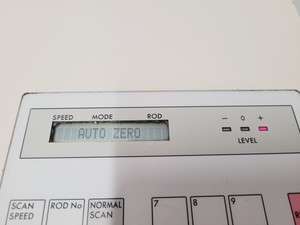 SPEED MODE ROD - 0 +
AUTO ZERO
LEVEL
SCAN SPEED
ROD No
NORMAL SCAN
7 8 9
R